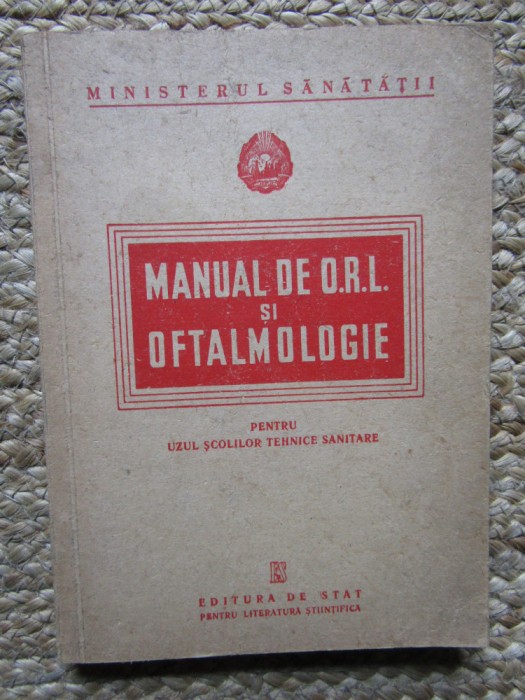 MINISTERUL SĂNĂTĂȚII
MANUAL DE O.R.L.
ȘI
OFTALMOLOGIE
PENTRU
UZUL ȘCOLILOR TEHNICE SANITARE
ES
EDITURA DE STAT
PENTRU LITERATURA ȘTIINȚIFICĂ